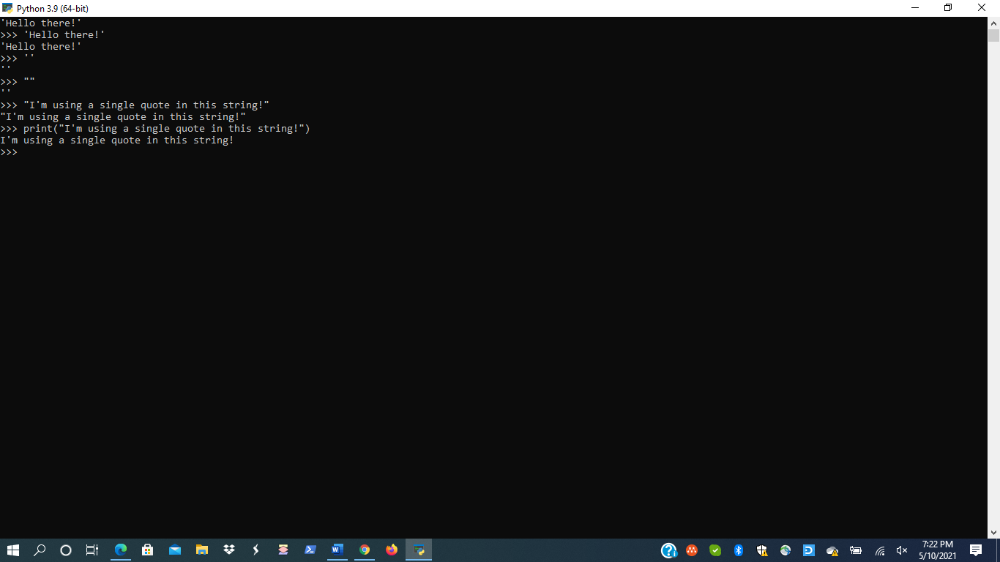 Python 3.9 (64-bit)
'Hello there!'
>>> 'Hello there!'
'Hello there!'
>>> ''
''
>>> ""
''
>>> "I'm using a single quote in this string!"
"I'm using a single quote in this string!"
>>> print("I'm using a single quote in this string!")
I'm using a single quote in this string!
>>>
7:22 PM
5/10/2021